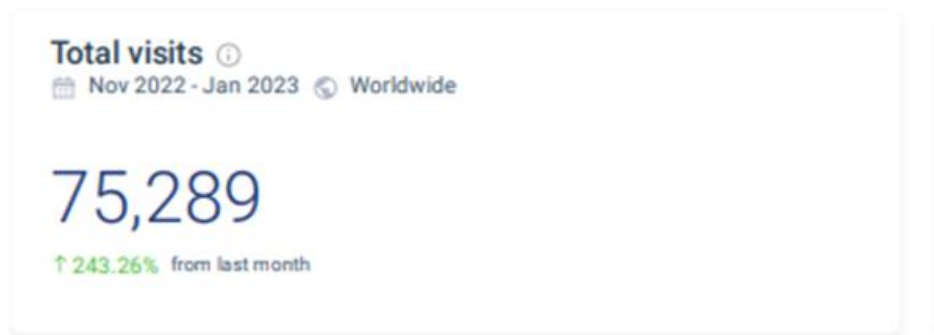 Total visits
Nov 2022 - Jan 2023 Worldwide
75,289
↑ 243.26% from last month